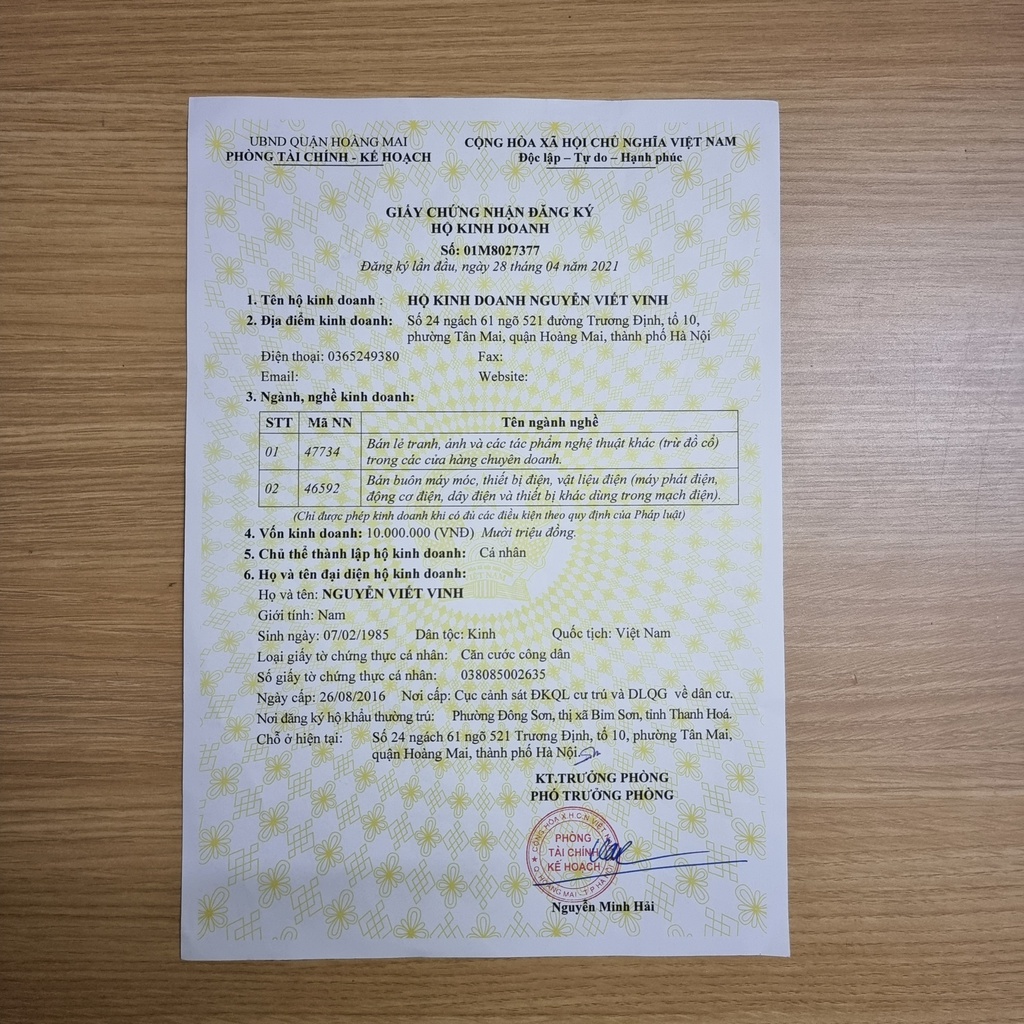 UBND QUẬN HOÀNG MAI
PHÒNG TÀI CHÍNH - KẾ HOẠCH
CỘNG HÒA XÃ HỘI CHỦ NGHĨA VIỆT NAM
Độc lập – Tự do – Hạnh phúc
GIẤY CHỨNG NHẬN ĐĂNG KÝ
HỘ KINH DOANH
Số: 01M8027377
Đăng ký lần đầu, ngày 28 tháng 04 năm 2021
1. Tên hộ kinh doanh : HỘ KINH DOANH NGUYỄN VIẾT VINH
2. Địa điểm kinh doanh: Số 24 ngách 61 ngõ 521 đường Trương Định, tổ 10,
phường Tân Mai, quận Hoàng Mai, thành phố Hà Nội
Điện thoại: 0365249380 Fax:
Email: Website:
3. Ngành, nghề kinh doanh:
STT Mã NN Tên ngành nghề
01 47734 Bán lẻ tranh, ảnh và các tác phẩm nghệ thuật khác (trừ đồ cổ)
trong các cửa hàng chuyên doanh.
02 46592 Bán buôn máy móc, thiết bị điện, vật liệu điện (máy phát điện,
động cơ điện, dây điện và thiết bị khác dùng trong mạch điện).
(Chỉ được phép kinh doanh khi có đủ các điều kiện theo quy định của Pháp luật)
4. Vốn kinh doanh: 10.000.000 (VNĐ) Mười triệu đồng.
5. Chủ thể thành lập hộ kinh doanh: Cá nhân
6. Họ và tên đại diện hộ kinh doanh:
Họ và tên: NGUYỄN VIẾT VINH
Giới tính: Nam
Sinh ngày: 07/02/1985 Dân tộc: Kinh Quốc tịch: Việt Nam
Loại giấy tờ chứng thực cá nhân: Căn cước công dân
Số giấy tờ chứng thực cá nhân: 038085002635
Ngày cấp: 26/08/2016 Nơi cấp: Cục cảnh sát ĐKQL cư trú và DLQG về dân cư.
Nơi đăng ký hộ khẩu thường trú: Phường Đông Sơn, thị xã Bỉm Sơn, tỉnh Thanh Hoá.
Chỗ ở hiện tại: Số 24 ngách 61 ngõ 521 Trương Định, tổ 10, phường Tân Mai,
quận Hoàng Mai, thành phố Hà Nội.
KT.TRƯỞNG PHÒNG
PHÓ TRƯỞNG PHÒNG
CỘNG HÒA X.H.C.N VIỆT
PHÒNG
TÀI CHÍNH
KẾ HOẠCH
Q. HOÀNG MAI - T.P HÀ
Nguyễn Minh Hải